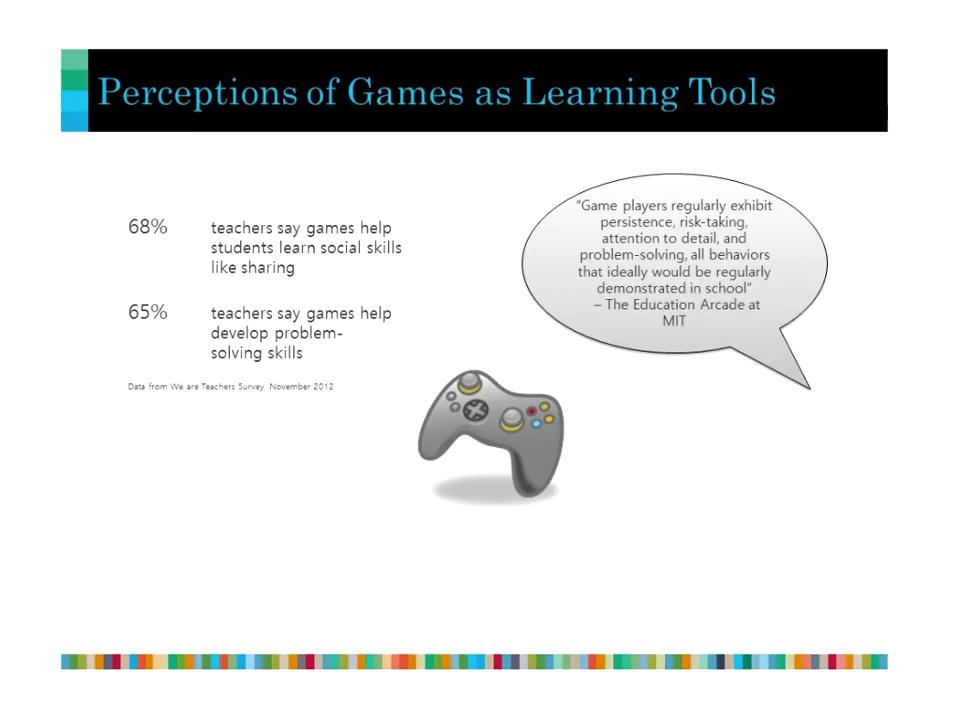 Perceptions of Games as Learning Tools
68% teachers say games help
students learn social skills
like sharing
65% teachers say games help
develop problem-
solving skills
Data from We are Teachers Survey November 2012
“Game players regularly exhibit
persistence, risk-taking,
attention to detail, and
problem-solving, all behaviors
that ideally would be regularly
demonstrated in school”
– The Education Arcade at
MIT